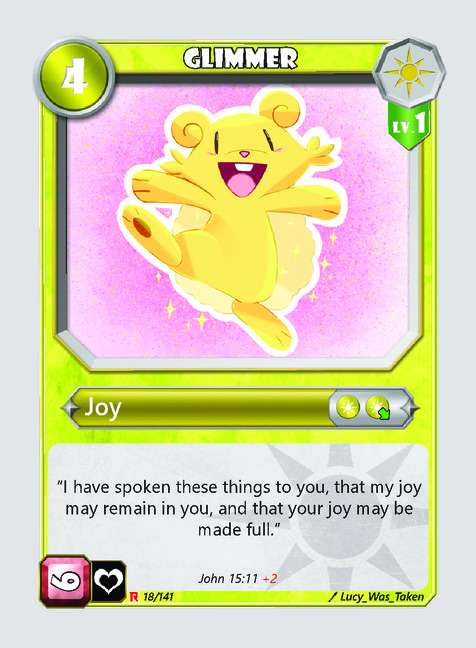 GLIMMER
4
LV.1
Joy
“I have spoken these things to you, that my joy
may remain in you, and that your joy may be
made full.”
John 15:11 +2
6
R 18/141
Lucy_Was_Taken